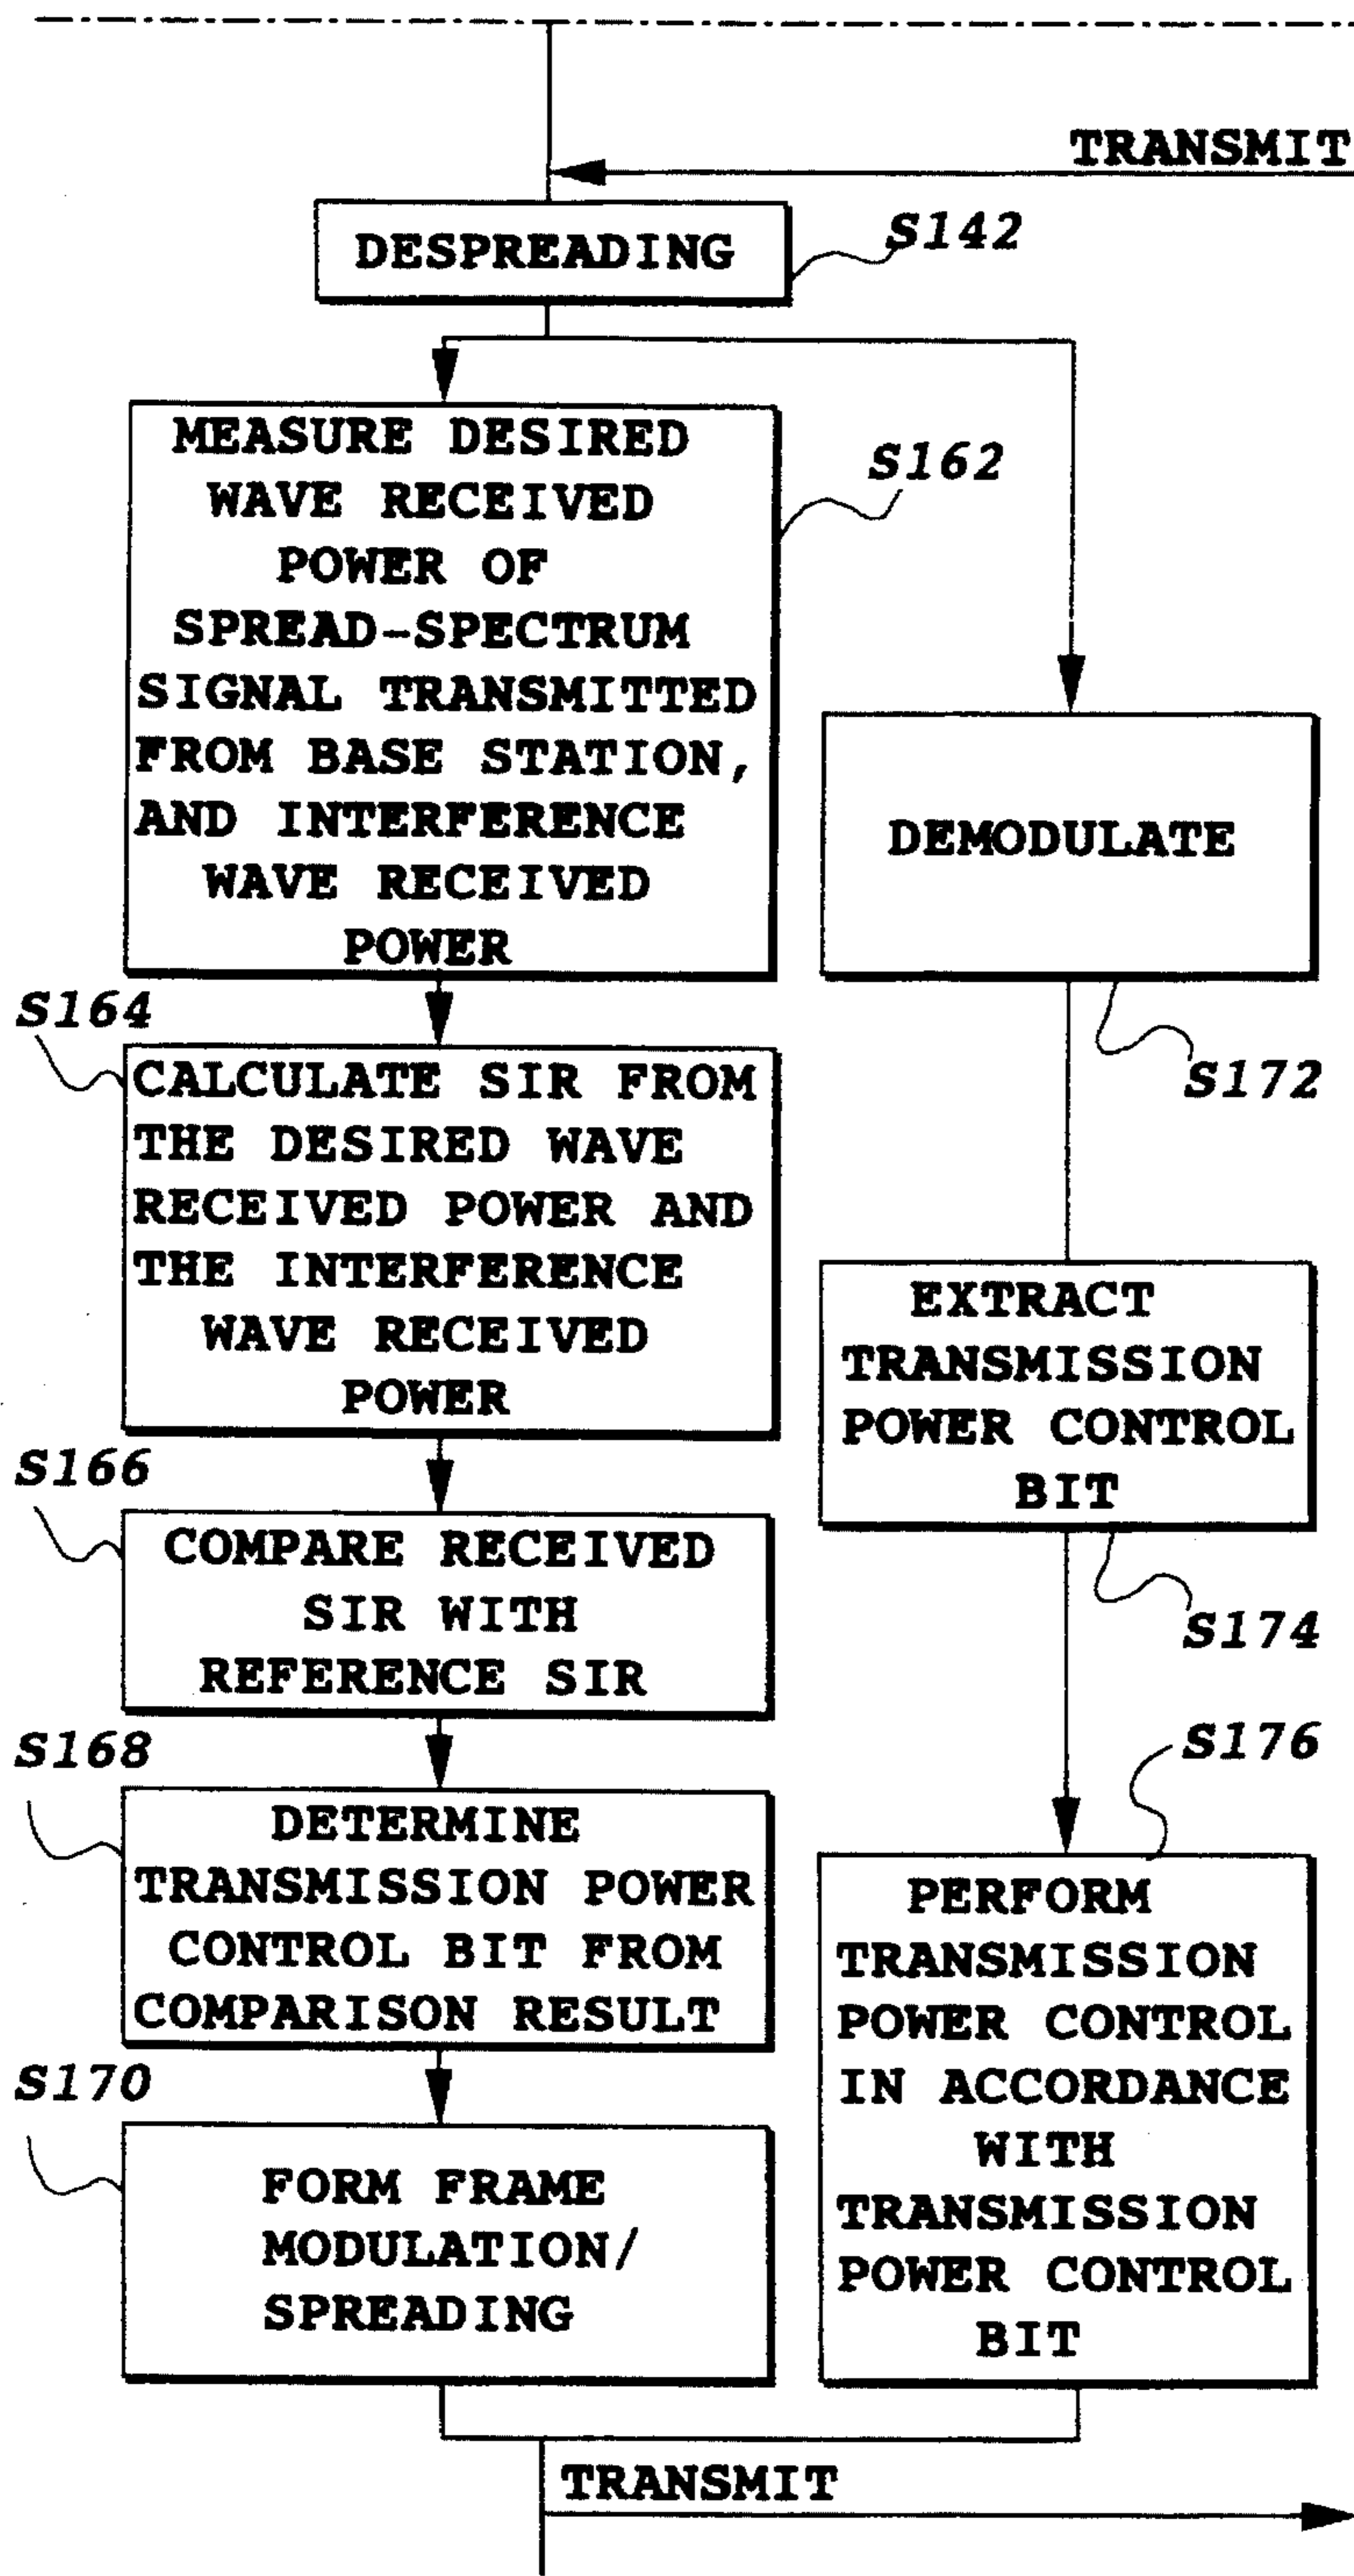 TRANSMIT
DESPREADING
S142
MEASURE DESIRED
WAVE RECEIVED
POWER OF
SPREAD-SPECTRUM
SIGNAL TRANSMITTED
FROM BASE STATION,
AND INTERFERENCE
WAVE RECEIVED
POWER
S162
DEMODULATE
S172
S164
CALCULATE SIR FROM
THE DESIRED WAVE
RECEIVED POWER AND
THE INTERFERENCE
WAVE RECEIVED
POWER
EXTRACT
TRANSMISSION
POWER CONTROL
BIT
S174
S166
COMPARE RECEIVED
SIR WITH
REFERENCE SIR
S168
DETERMINE
TRANSMISSION POWER
CONTROL BIT FROM
COMPARISON RESULT
S176
PERFORM
TRANSMISSION
POWER CONTROL
IN ACCORDANCE
WITH
TRANSMISSION
POWER CONTROL
BIT
S170
FORM FRAME
MODULATION/
SPREADING
TRANSMIT